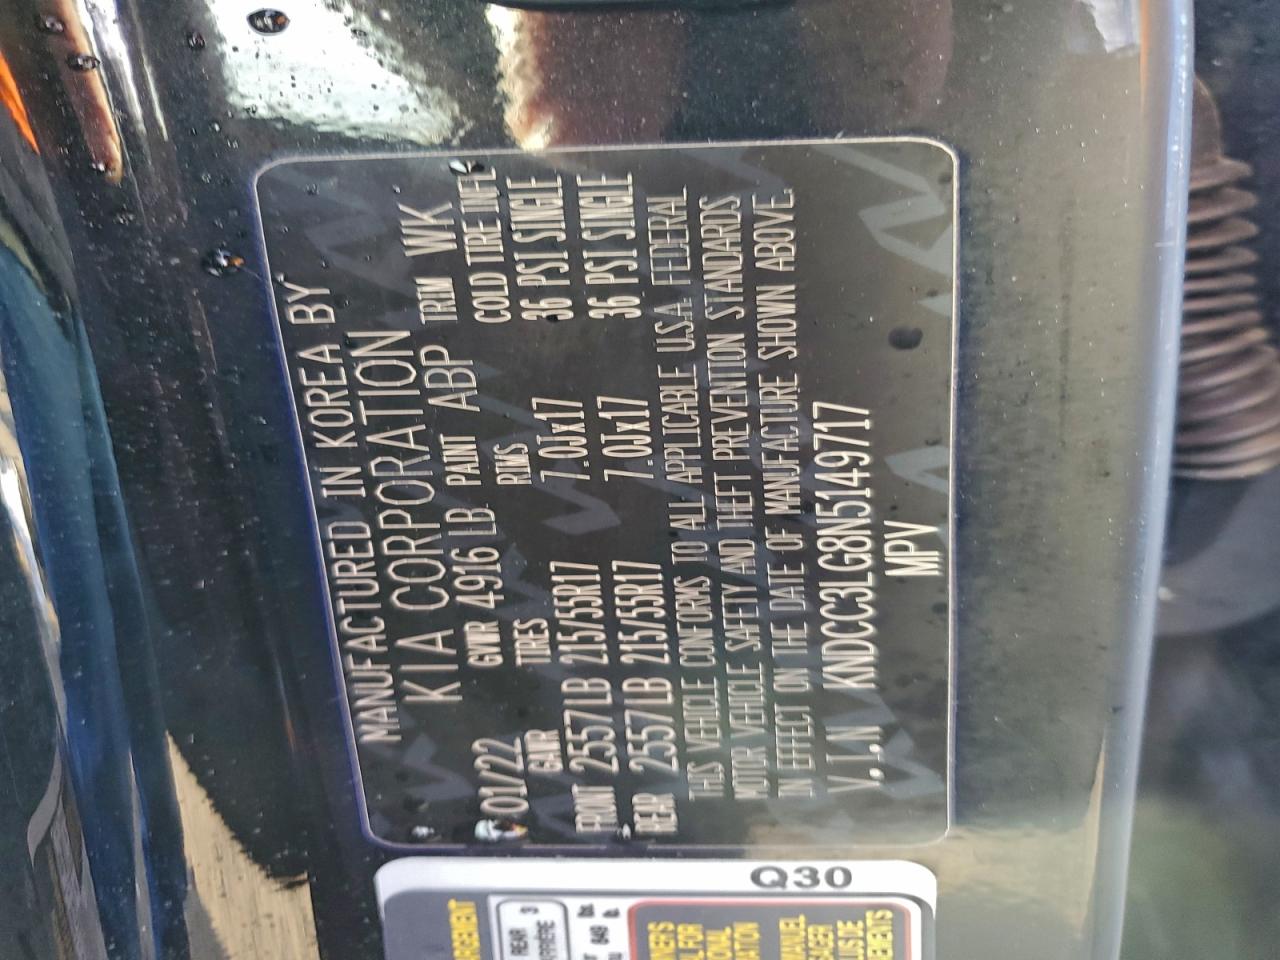 MANUFACTURED IN KOREA BY
KIA CORPORATION
01/22 GVWR 4916 LB PAINT ABP TRIM WK
GAWR TIRES RIMS COLD TIRE INFL
FRONT 2557LB 215/55R17 7.0Jx17 36 PSI SINGLE
REAR 2557LB 215/55R17 7.0Jx17 36 PSI SINGLE
THIS VEHICLE CONFORMS TO ALL APPLICABLE U.S.A. FEDERAL
MOTOR VEHICLE SAFETY AND THEFT PREVENTION STANDARDS
IN EFFECT ON THE DATE OF MANUFACTURE SHOWN ABOVE.
V.I.N KNDCC3LG8N5149717
MPV
Q30
REAR 3